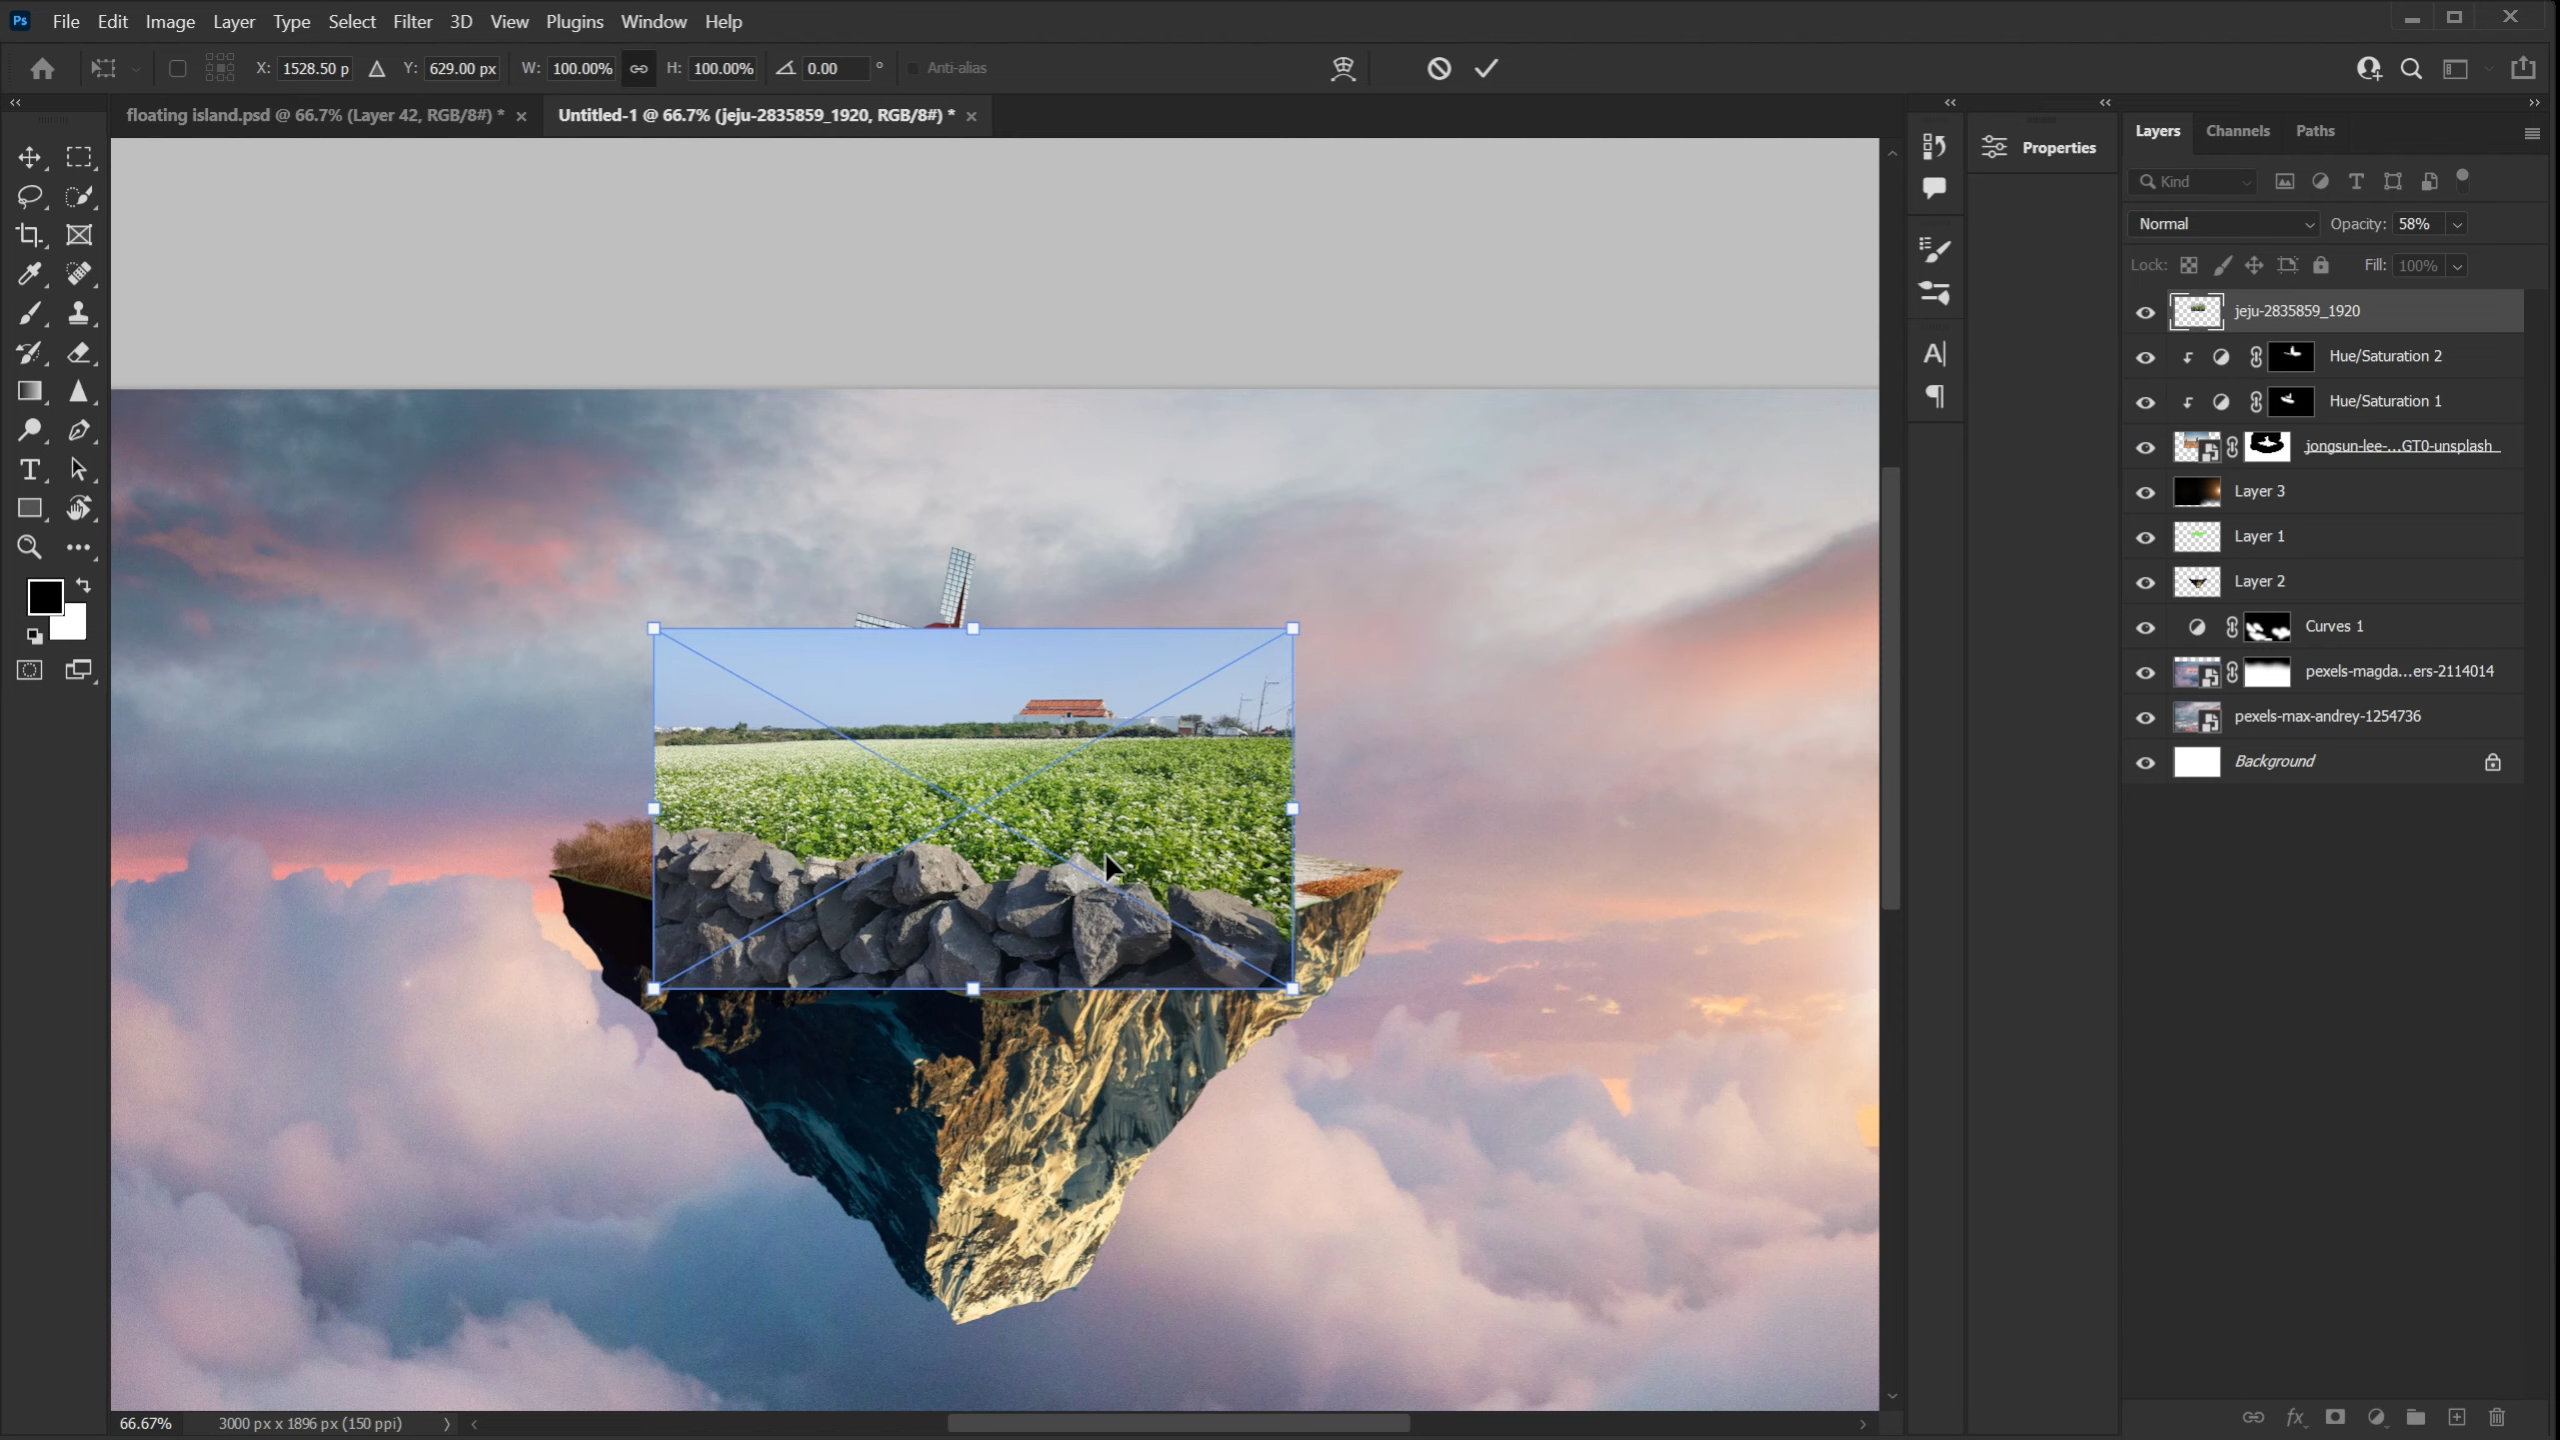 Ps File Edit Image Layer Type Select Filter 3D View Plugins Window Help
X: 1528.50 p Y: 629.00 px W: 100.00% H: 100.00% 0.00 ° Anti-alias
floating island.psd @ 66.7% (Layer 42, RGB/8#) * Untitled-1 @ 66.7% (jeju-2835859_1920, RGB/8#) *
Properties
Layers Channels Paths
Kind
Normal Opacity: 58%
Lock: Fill: 100%
jeju-2835859_1920
Hue/Saturation 2
Hue/Saturation 1
jongsun-lee-...GT0-unsplash
Layer 3
Layer 1
Layer 2
Curves 1
pexels-magda...ers-2114014
pexels-max-andrey-1254736
Background
66.67% 3000 px x 1896 px (150 ppi)
fx